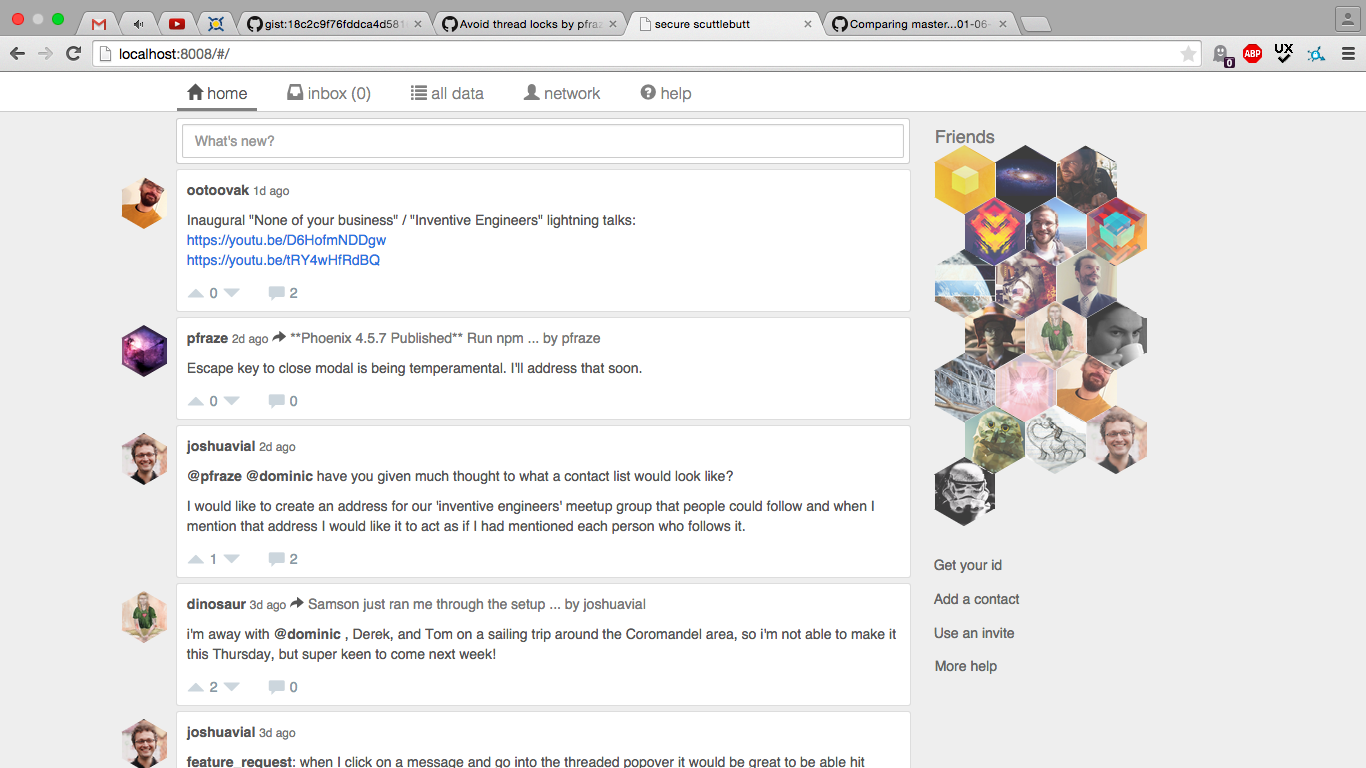 gist:18c2c9f76fddca4d581
Avoid thread locks by pfraz
secure scuttlebutt
Comparing master...01-06-
localhost:8008/#/
0
ABP
UX
home
inbox (0)
all data
network
help
What's new?
ootoovak 1d ago
Inaugural "None of your business" / "Inventive Engineers" lightning talks:
https://youtu.be/D6HofmNDDgw
https://youtu.be/tRY4wHfRdBQ
0 2
pfraze 2d ago **Phoenix 4.5.7 Published** Run npm ... by pfraze
Escape key to close modal is being temperamental. I'll address that soon.
0 0
joshuavial 2d ago
@pfraze @dominic have you given much thought to what a contact list would look like?
I would like to create an address for our 'inventive engineers' meetup group that people could follow and when I
mention that address I would like it to act as if I had mentioned each person who follows it.
1 2
dinosaur 3d ago Samson just ran me through the setup ... by joshuavial
i'm away with @dominic , Derek, and Tom on a sailing trip around the Coromandel area, so i'm not able to make it
this Thursday, but super keen to come next week!
2 0
joshuavial 3d ago
feature_request: when I click on a message and go into the threaded popover it would be great to be able hit
Friends
Get your id
Add a contact
Use an invite
More help